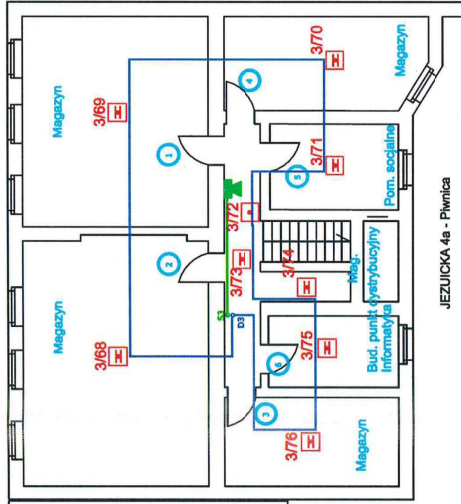 Magazyn
3/68
Magazyn
3/69
3/70
Magazyn
2
1
4
3/71
5
Pom. socjalne
3/72
3/73
S3
D3
3/74
Mag.
Bud. punkt dystrybucyjny
Informatyka
3/75
6
3
3/76
Magazyn
JEZUICKA 4a - Piwnica